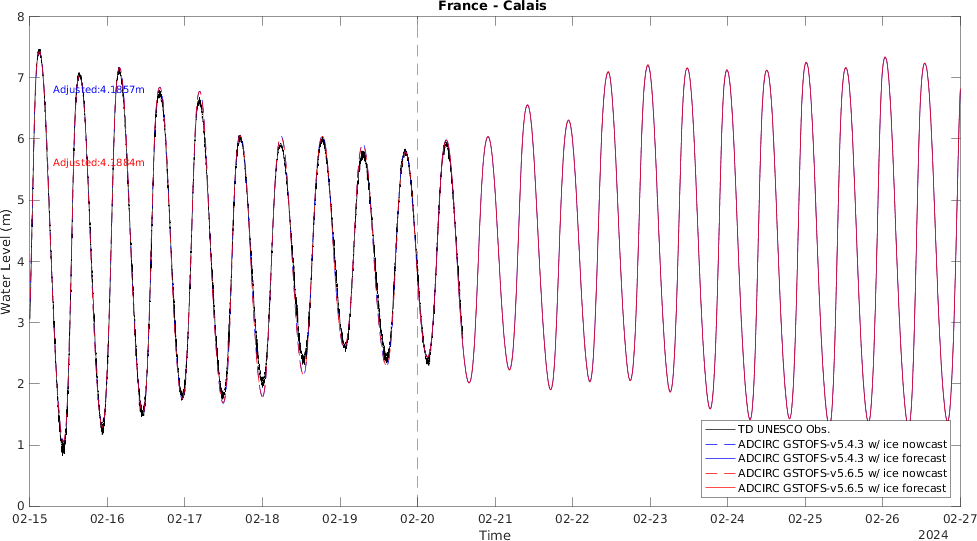 France - Calais
8
7
6
5
4
3
2
1
0
Water Level (m)
Adjusted:4.1857m
Adjusted:4.1884m
TD UNESCO Obs.
ADCIRC GSTOFS-v5.4.3 w/ ice nowcast
ADCIRC GSTOFS-v5.4.3 w/ ice forecast
ADCIRC GSTOFS-v5.6.5 w/ ice nowcast
ADCIRC GSTOFS-v5.6.5 w/ ice forecast
02-15 02-16 02-17 02-18 02-19 02-20 02-21 02-22 02-23 02-24 02-25 02-26 02-27
Time
2024